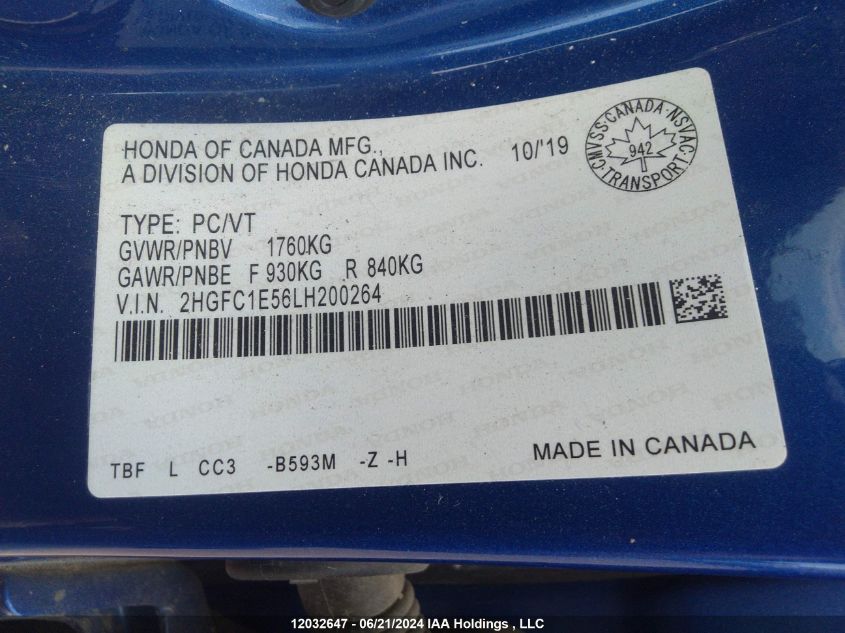 HONDA OF CANADA MFG.,
A DIVISION OF HONDA CANADA INC. 10/'19
CMVSS·CANADA·NSVAC·TRANSPORT·
942
TYPE: PC/VT
GVWR/PNBV 1760KG
GAWR/PNBE F 930KG R 840KG
V.I.N. 2HGFC1E56LH200264
TBF L CC3 -B593M -Z -H MADE IN CANADA
12032647 - 06/21/2024 IAA Holdings , LLC